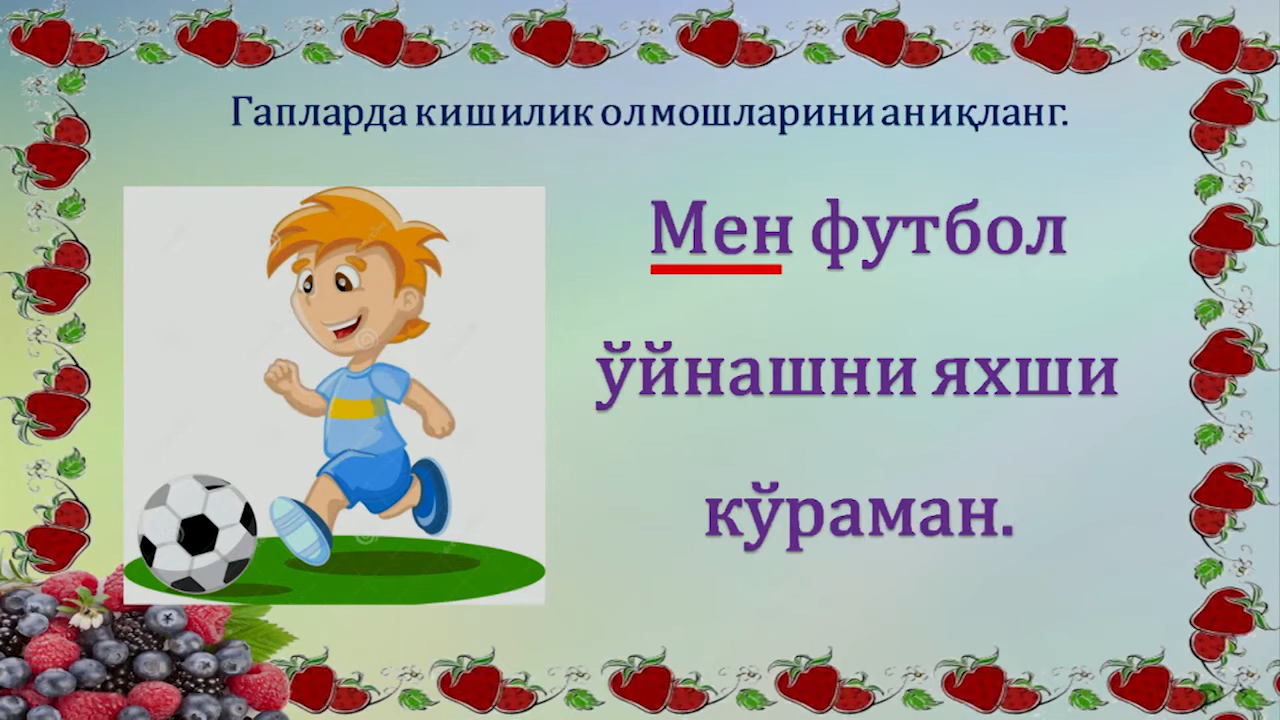 Гапларда кишилик олмошларини аниқланг.
Мен футбол
ўйнашни яхши
кўраман.